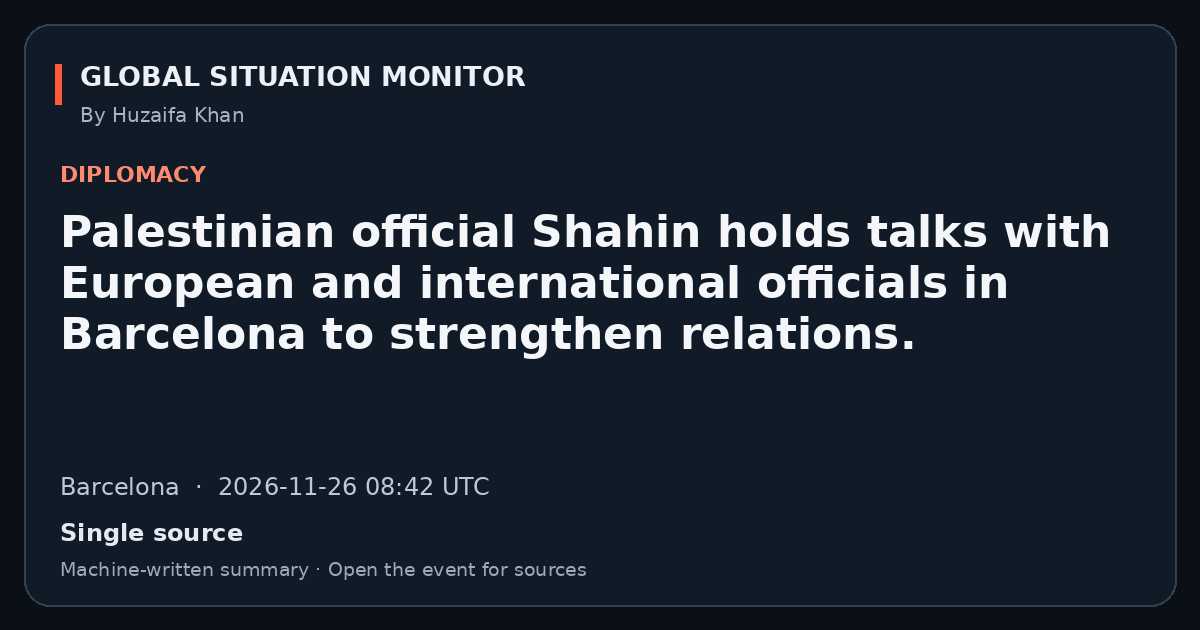 GLOBAL SITUATION MONITOR
By Huzaifa Khan
DIPLOMACY
Palestinian official Shahin holds talks with
European and international officials in
Barcelona to strengthen relations.
Barcelona · 2026-11-26 08:42 UTC
Single source
Machine-written summary · Open the event for sources